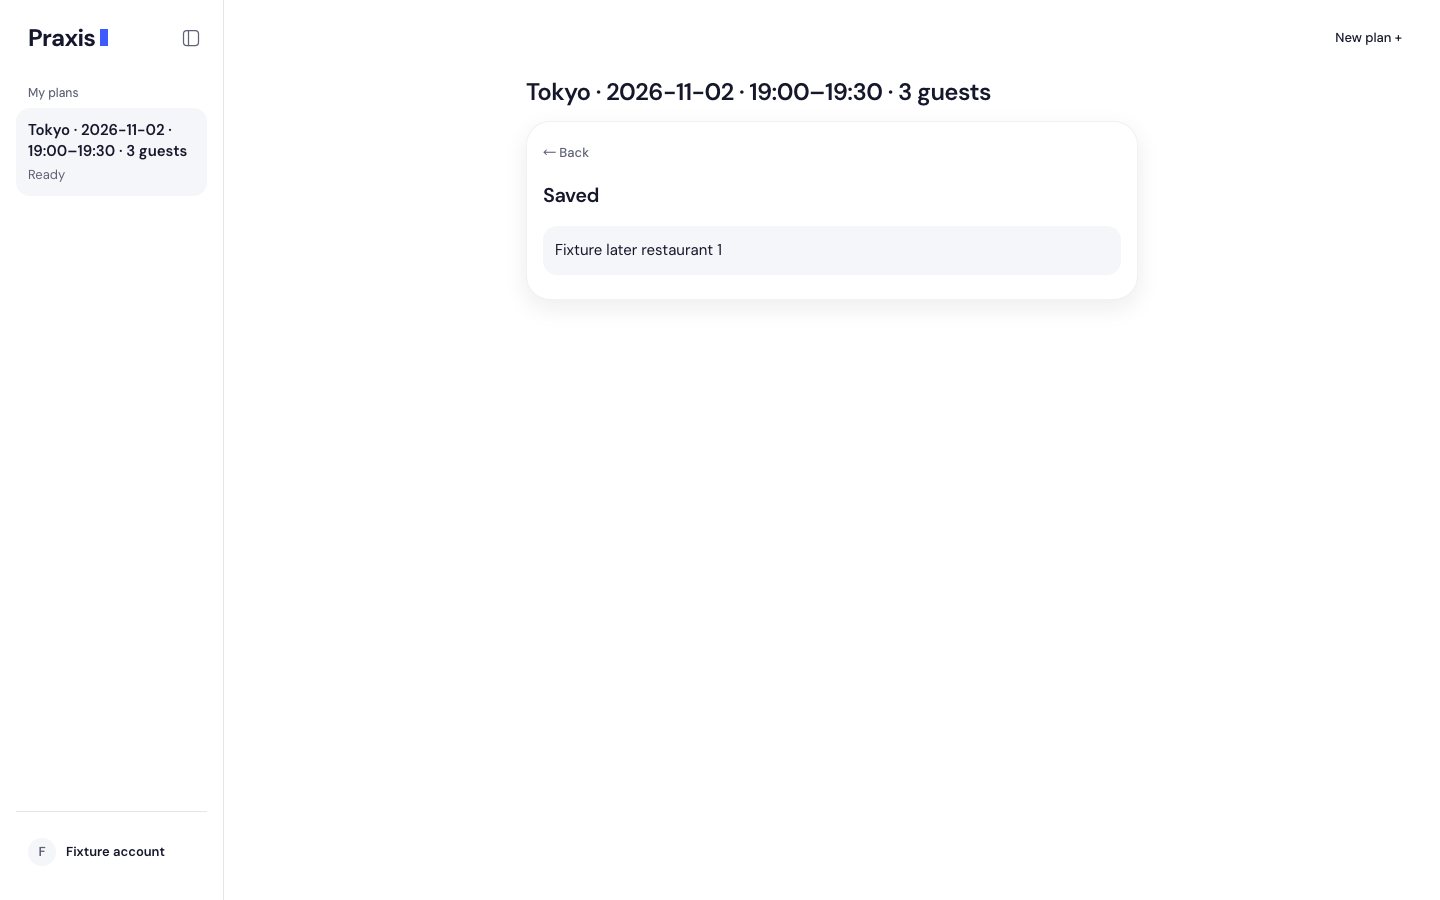 Praxis
My plans
Tokyo · 2026-11-02 ·
19:00–19:30 · 3 guests
Ready
F
Fixture account
New plan +
Tokyo · 2026-11-02 · 19:00–19:30 · 3 guests
← Back
Saved
Fixture later restaurant 1